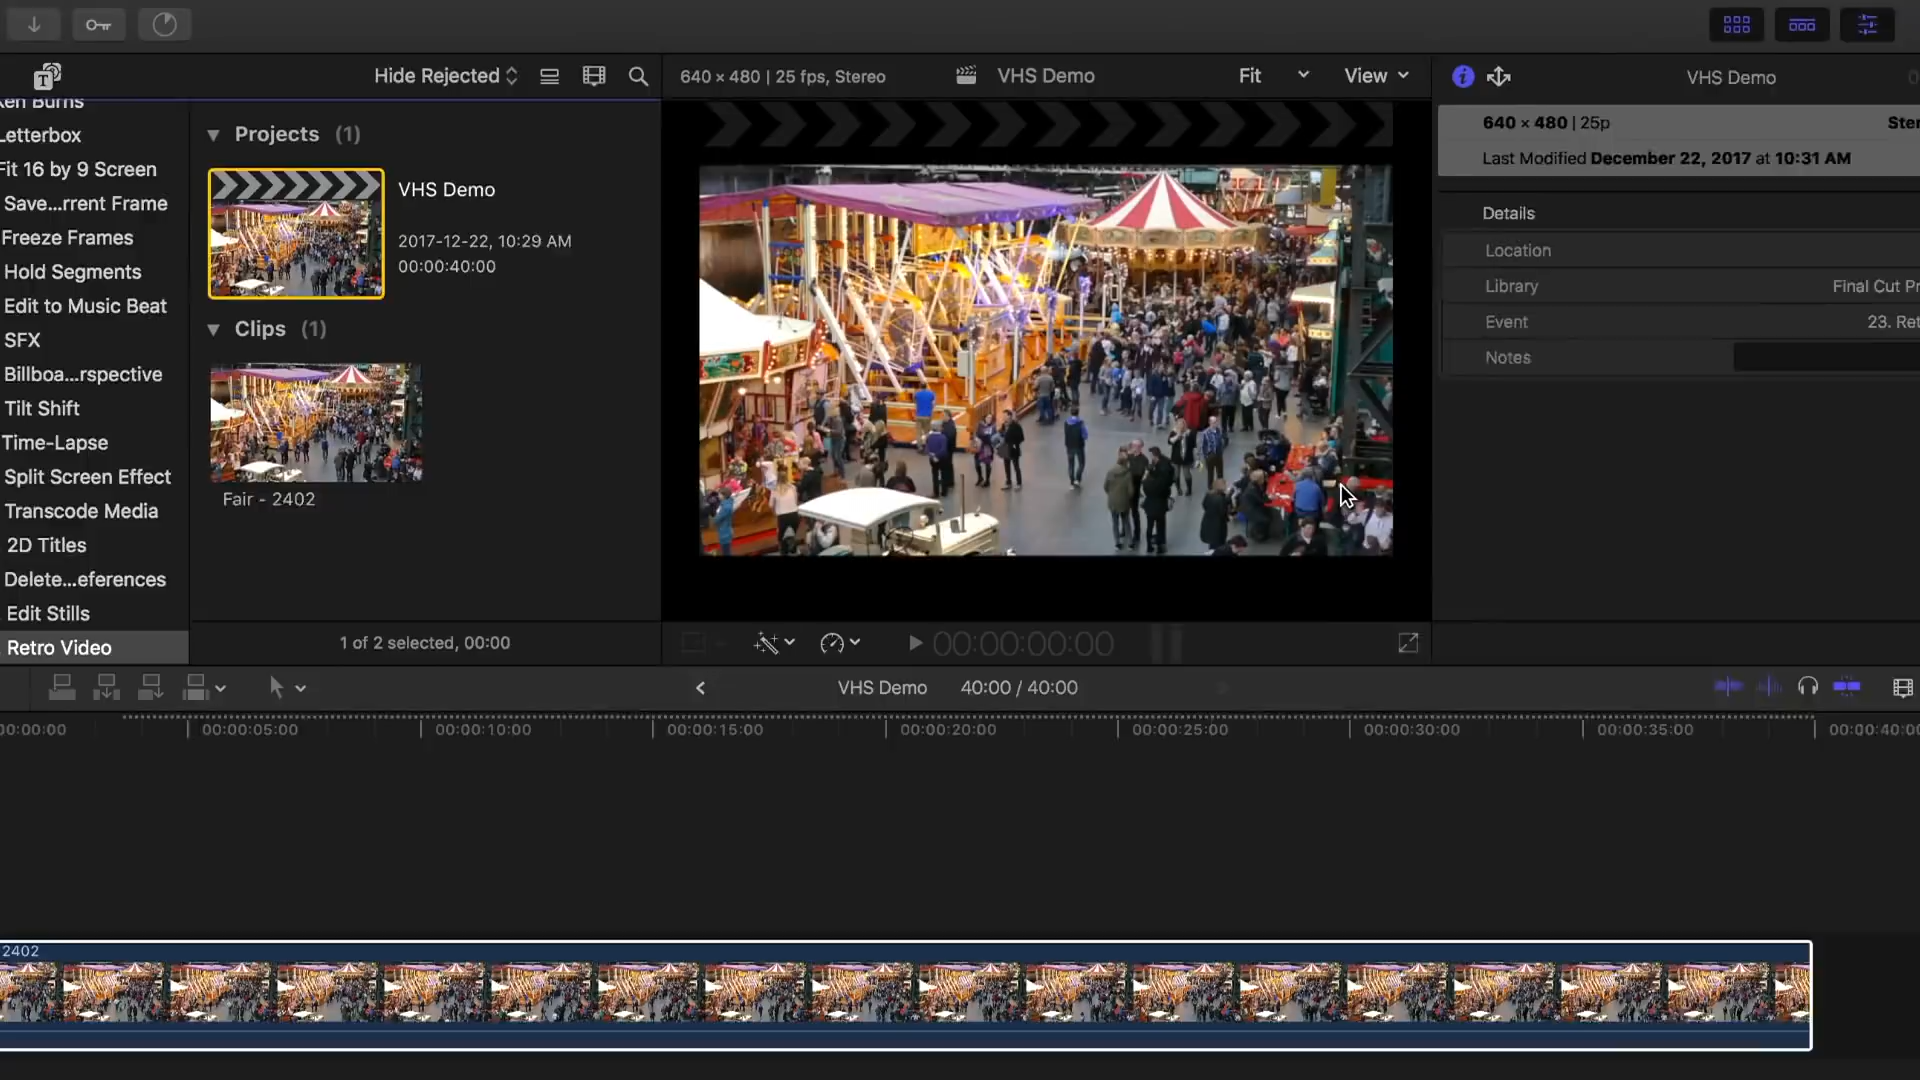 Hide Rejected
640 × 480 | 25 fps, Stereo
VHS Demo
Fit
View
VHS Demo
Ken Burns
Letterbox
Fit 16 by 9 Screen
Save...rrent Frame
Freeze Frames
Hold Segments
Edit to Music Beat
SFX
Billboa...rspective
Tilt Shift
Time-Lapse
Split Screen Effect
Transcode Media
2D Titles
Delete...eferences
Edit Stills
Retro Video
Projects (1)
VHS Demo
2017-12-22, 10:29 AM
00:00:40:00
Clips (1)
Fair - 2402
1 of 2 selected, 00:00
00:00:00:00
640 × 480 | 25p
Ster
Last Modified December 22, 2017 at 10:31 AM
Details
Location
Library
Final Cut Pr
Event
23. Ret
Notes
VHS Demo
40:00 / 40:00
00:00:00
00:00:05:00
00:00:10:00
00:00:15:00
00:00:20:00
00:00:25:00
00:00:30:00
00:00:35:00
00:00:40:00
2402